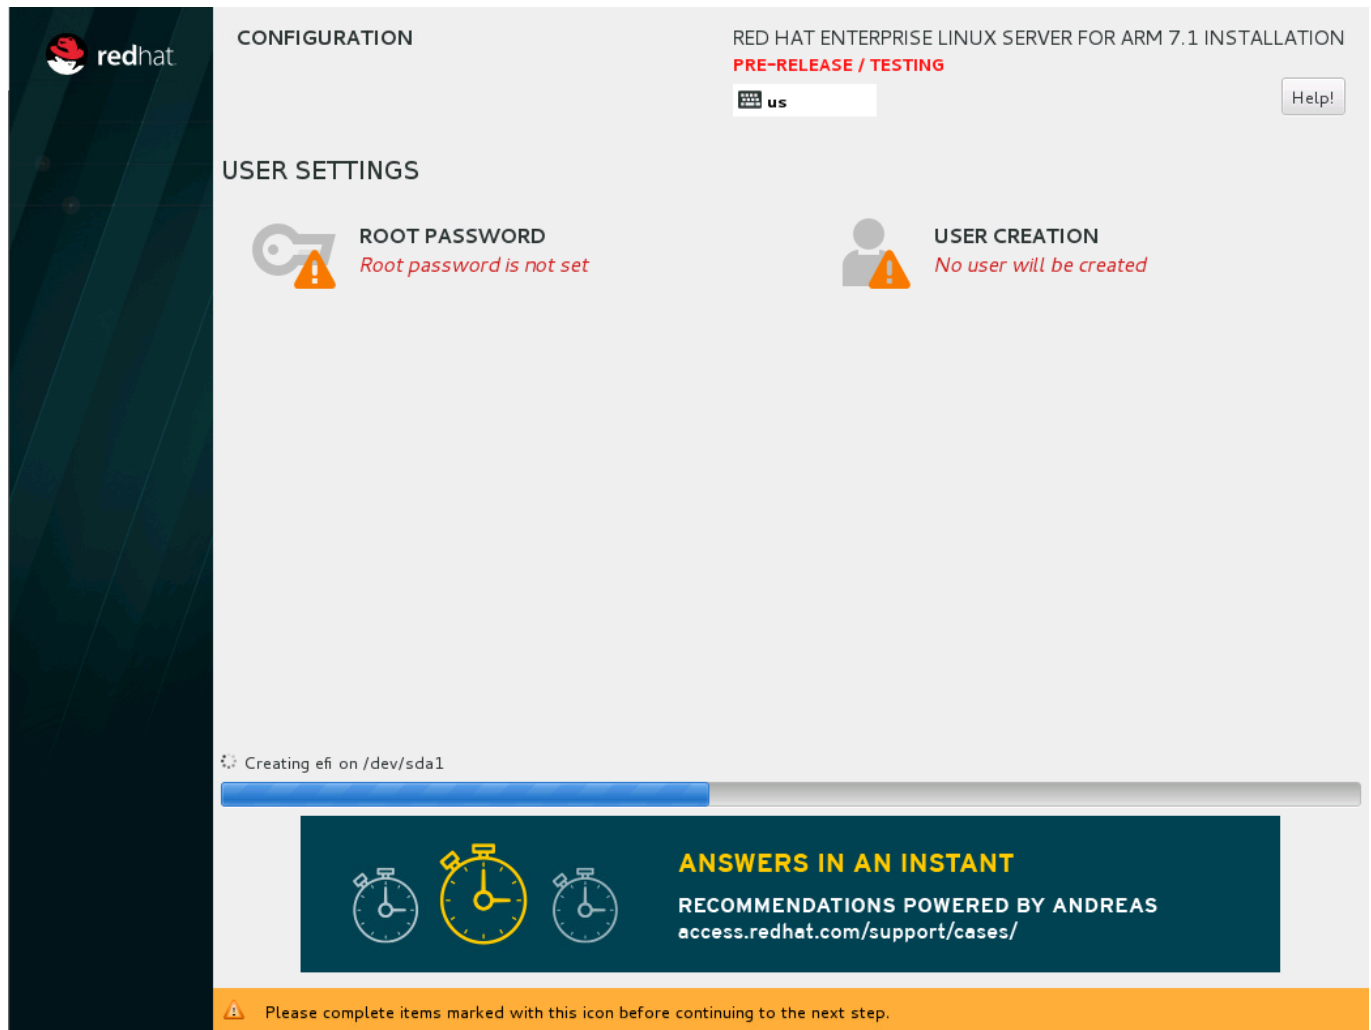 redhat.
CONFIGURATION
RED HAT ENTERPRISE LINUX SERVER FOR ARM 7.1 INSTALLATION
PRE-RELEASE / TESTING
us
Help!
USER SETTINGS
ROOT PASSWORD
Root password is not set
USER CREATION
No user will be created
Creating efi on /dev/sda1
ANSWERS IN AN INSTANT
RECOMMENDATIONS POWERED BY ANDREAS
access.redhat.com/support/cases/
Please complete items marked with this icon before continuing to the next step.